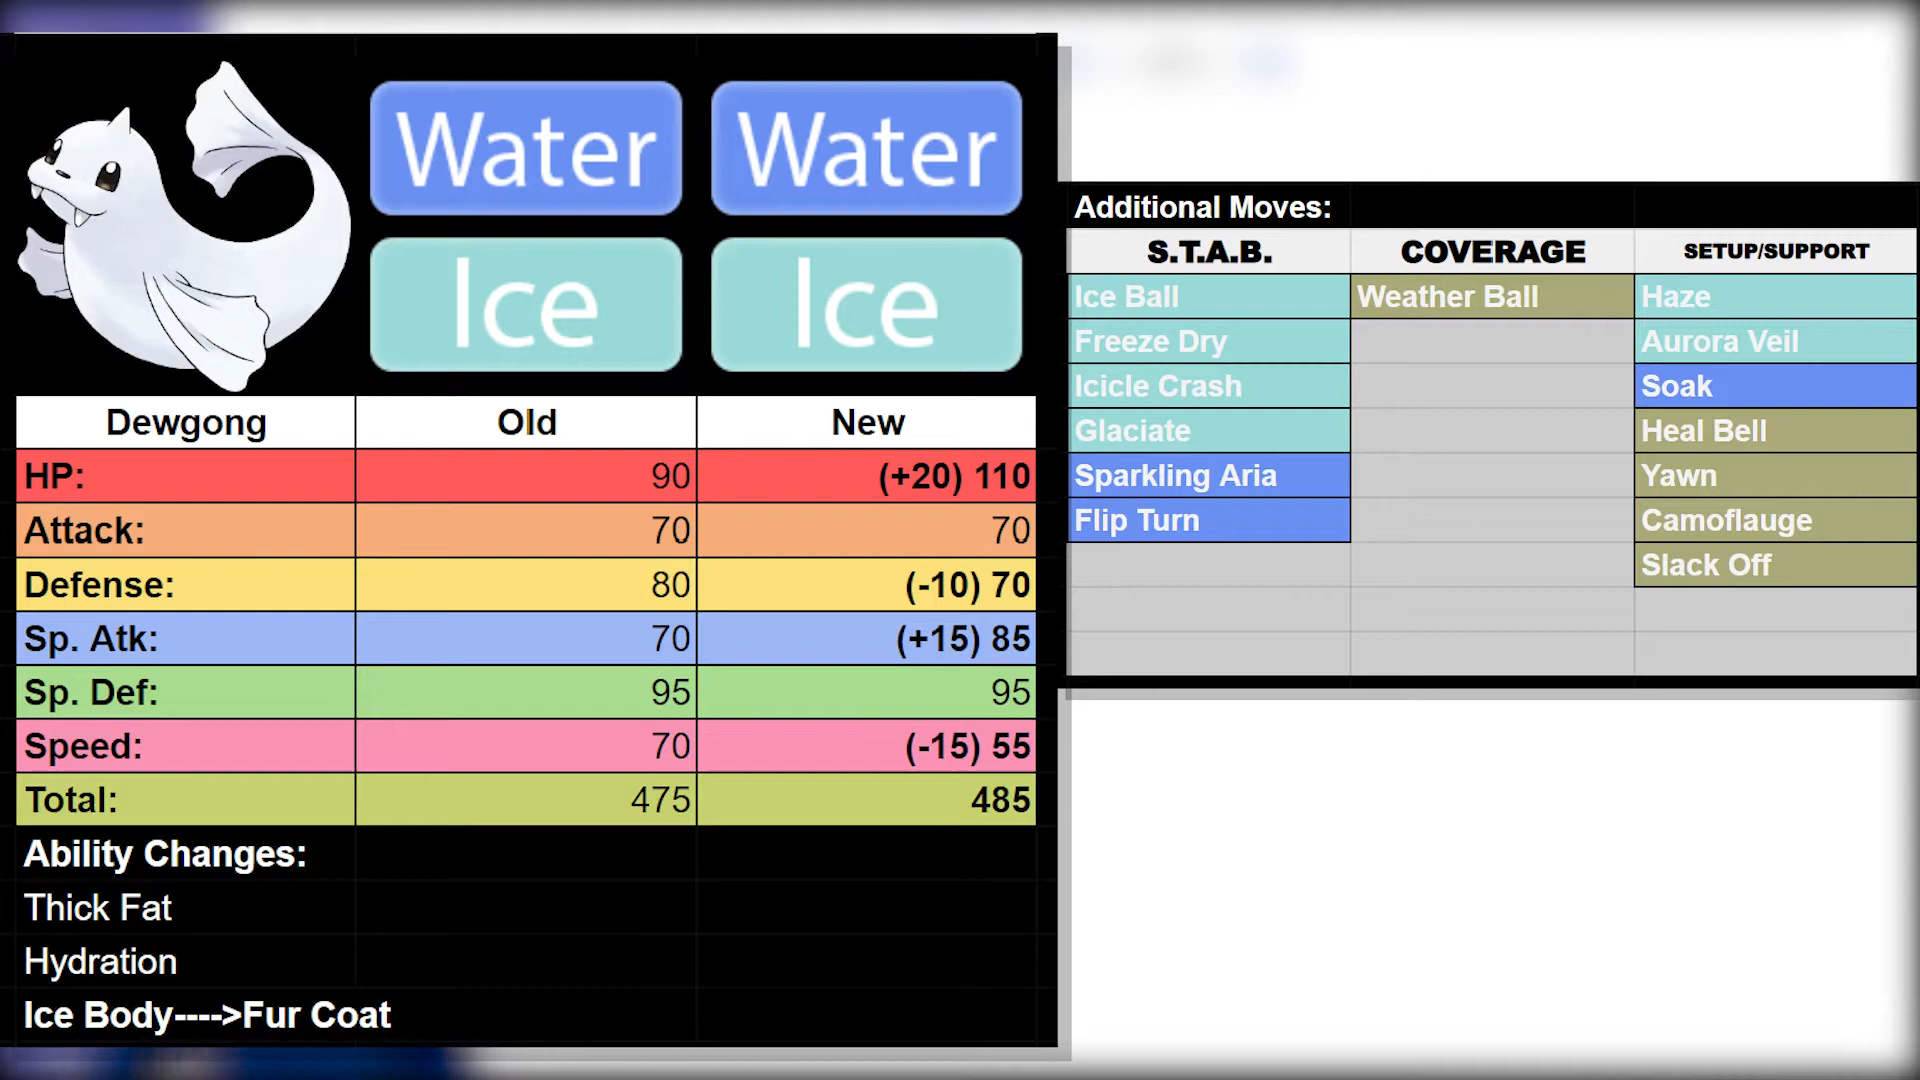 Water Water
Ice Ice
Dewgong Old New
HP: 90 (+20) 110
Attack: 70 70
Defense: 80 (-10) 70
Sp. Atk: 70 (+15) 85
Sp. Def: 95 95
Speed: 70 (-15) 55
Total: 475 485
Ability Changes:
Thick Fat
Hydration
Ice Body---->Fur Coat
Additional Moves:
S.T.A.B. COVERAGE SETUP/SUPPORT
Ice Ball Weather Ball Haze
Freeze Dry Aurora Veil
Icicle Crash Soak
Glaciate Heal Bell
Sparkling Aria Yawn
Flip Turn Camoflauge
Slack Off